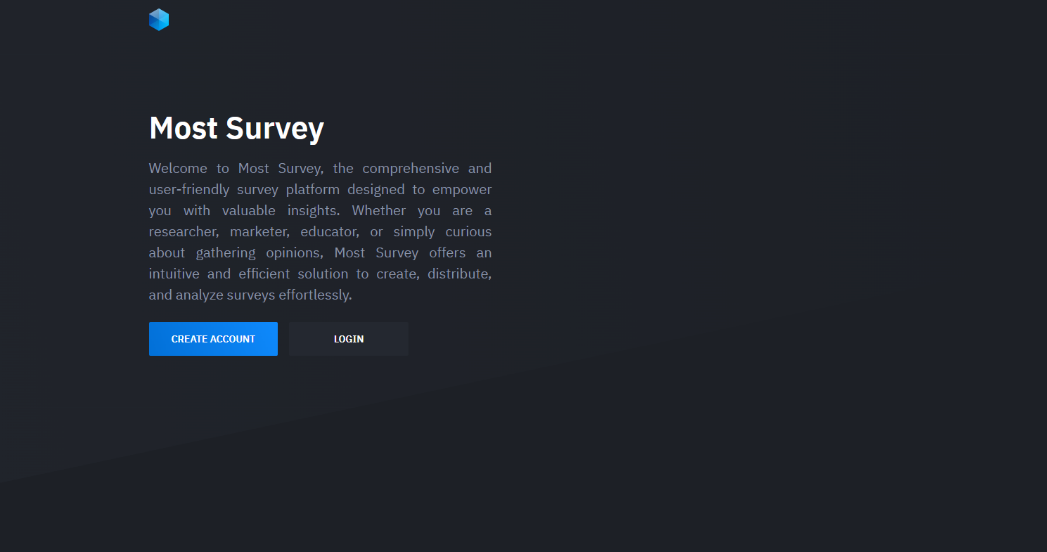 Most Survey
Welcome to Most Survey, the comprehensive and
user-friendly survey platform designed to empower
you with valuable insights. Whether you are a
researcher, marketer, educator, or simply curious
about gathering opinions, Most Survey offers an
intuitive and efficient solution to create, distribute,
and analyze surveys effortlessly.
CREATE ACCOUNT
LOGIN